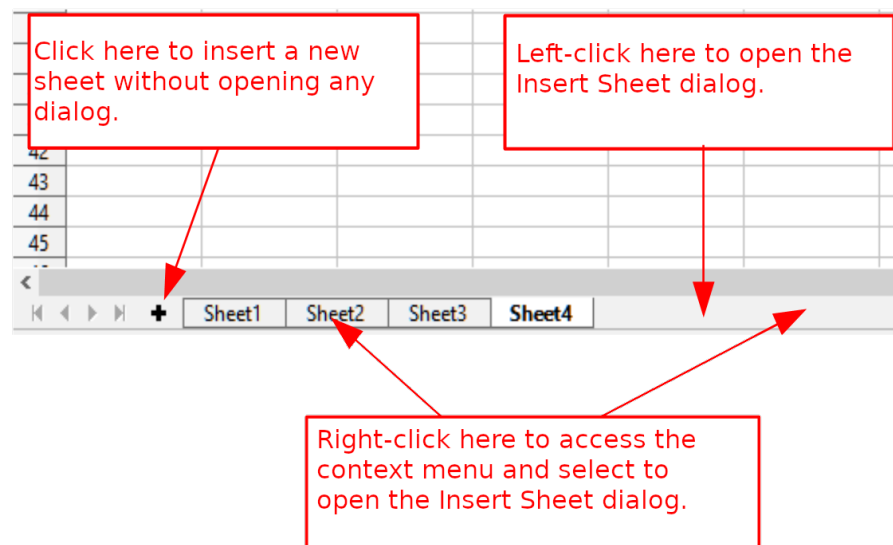 Click here to insert a new
sheet without opening any
dialog.
Left-click here to open the
Insert Sheet dialog.
42
43
44
45
Sheet1 Sheet2 Sheet3 Sheet4
Right-click here to access the
context menu and select to
open the Insert Sheet dialog.